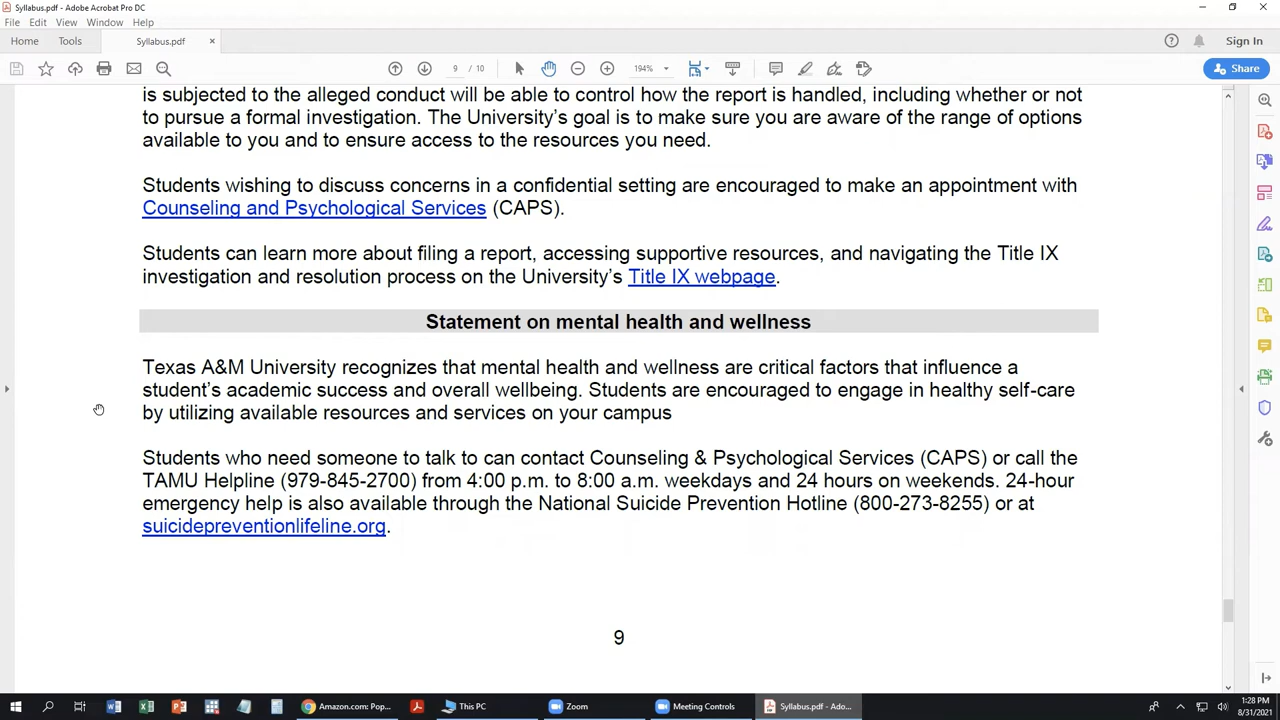 Syllabus.pdf - Adobe Acrobat Pro DC
File Edit View Window Help
Home Tools Syllabus.pdf × Sign In
9 / 10 194% Share
is subjected to the alleged conduct will be able to control how the report is handled, including whether or not
to pursue a formal investigation. The University’s goal is to make sure you are aware of the range of options
available to you and to ensure access to the resources you need.
Students wishing to discuss concerns in a confidential setting are encouraged to make an appointment with
Counseling and Psychological Services (CAPS).
Students can learn more about filing a report, accessing supportive resources, and navigating the Title IX
investigation and resolution process on the University’s Title IX webpage.
Statement on mental health and wellness
Texas A&M University recognizes that mental health and wellness are critical factors that influence a
student’s academic success and overall wellbeing. Students are encouraged to engage in healthy self-care
by utilizing available resources and services on your campus
Students who need someone to talk to can contact Counseling & Psychological Services (CAPS) or call the
TAMU Helpline (979-845-2700) from 4:00 p.m. to 8:00 a.m. weekdays and 24 hours on weekends. 24-hour
emergency help is also available through the National Suicide Prevention Hotline (800-273-8255) or at
suicidepreventionlifeline.org.
9
Amazon.com: Pop... This PC Zoom Meeting Controls Syllabus.pdf - Ado... 1:28 PM
8/31/2021